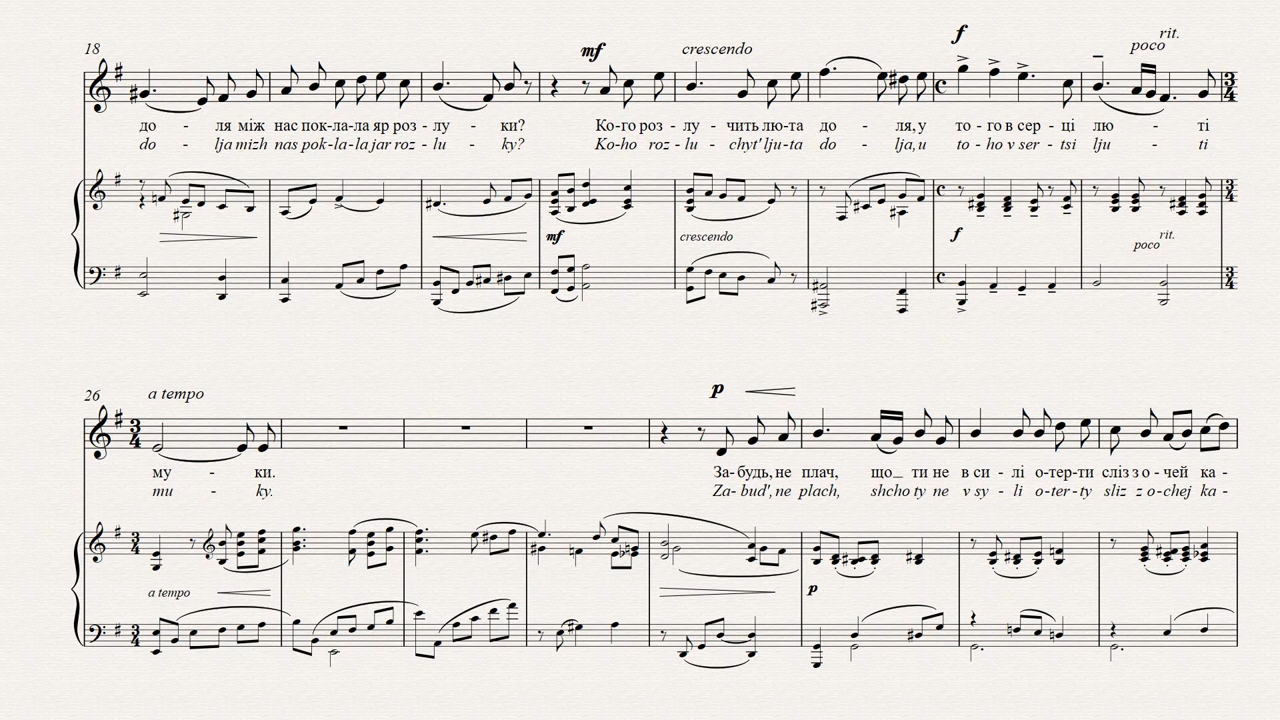 18
mf
crescendo
f
poco
rit.
до - ля між нас пок-ла-ла яр роз - лу - ки? Ко-го роз - лу - чить лю-та до - ля, у то - го в сер - ці лю - ті
do - lja mizh nas pok-la-la jar roz - lu - ky? Ko-ho roz - lu - chyt' lju-ta do - lja, u to - ho v ser - tsi lju - ti
mf
crescendo
f
poco
rit.
26
a tempo
p
му - ки. За-будь, не плач, що_ ти не в си - лі о-тер-ти сліз з о - чей ка -
mu - ky. Za-bud', ne plach, shcho ty ne v sy - li o-ter-ty sliz z o-chej ka -
a tempo
p